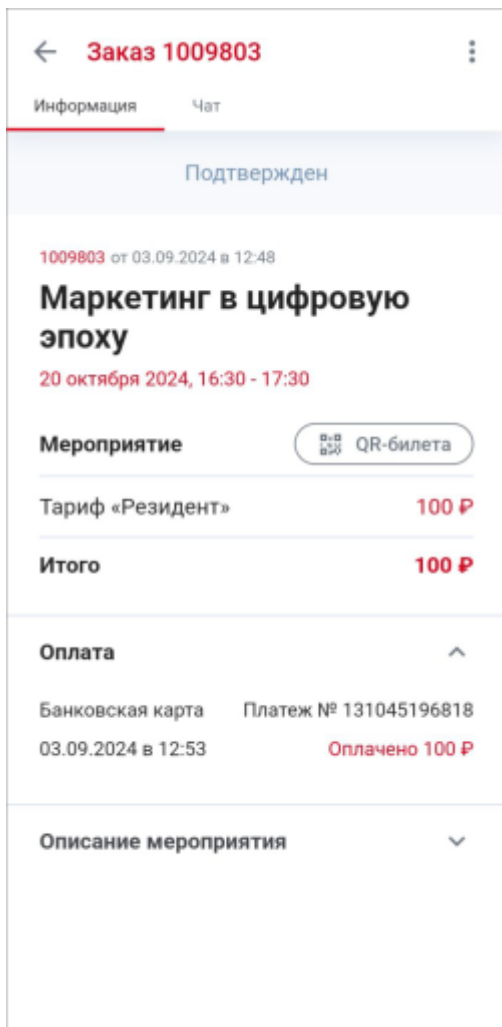 Заказ 1009803
Информация Чат
Подтвержден
1009803 от 03.09.2024 в 12:48
Маркетинг в цифровую
эпоху
20 октября 2024, 16:30 - 17:30
Мероприятие QR-билета
Тариф «Резидент» 100 ₽
Итого 100 ₽
Оплата
Банковская карта Платеж № 131045196818
03.09.2024 в 12:53 Оплачено 100 ₽
Описание мероприятия